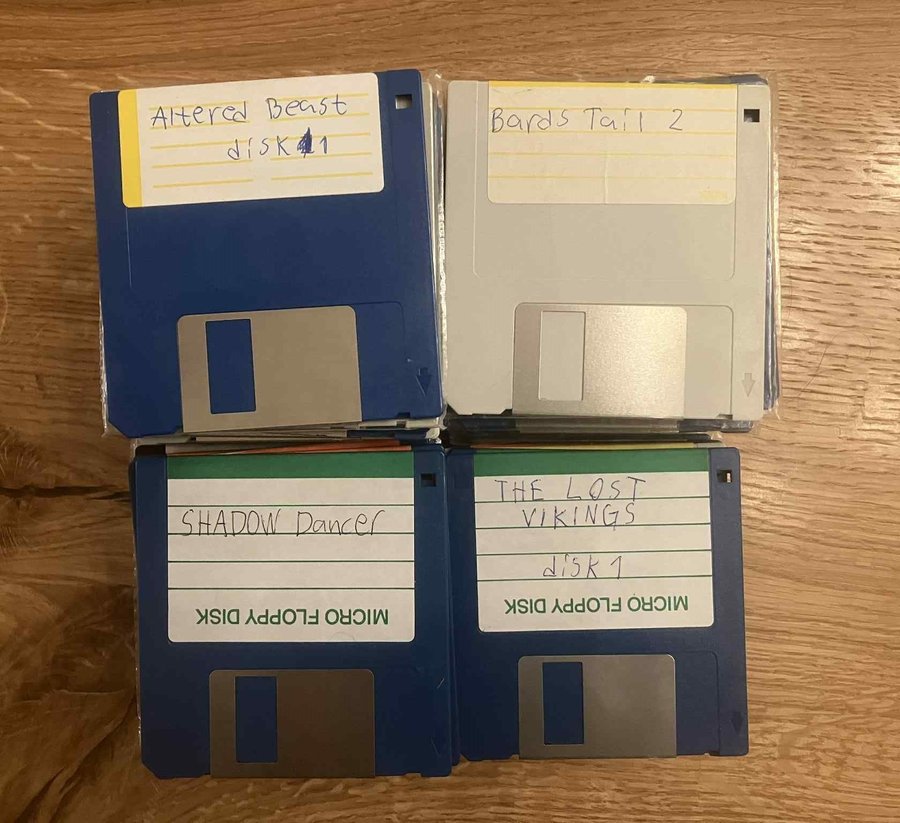 Altered Beast
disk 1
Bards Tail 2
SHADOW Dancer
MICRO FLOPPY DISK
THE LOST
VIKINGS
disk 1
MICRO FLOPPY DISK